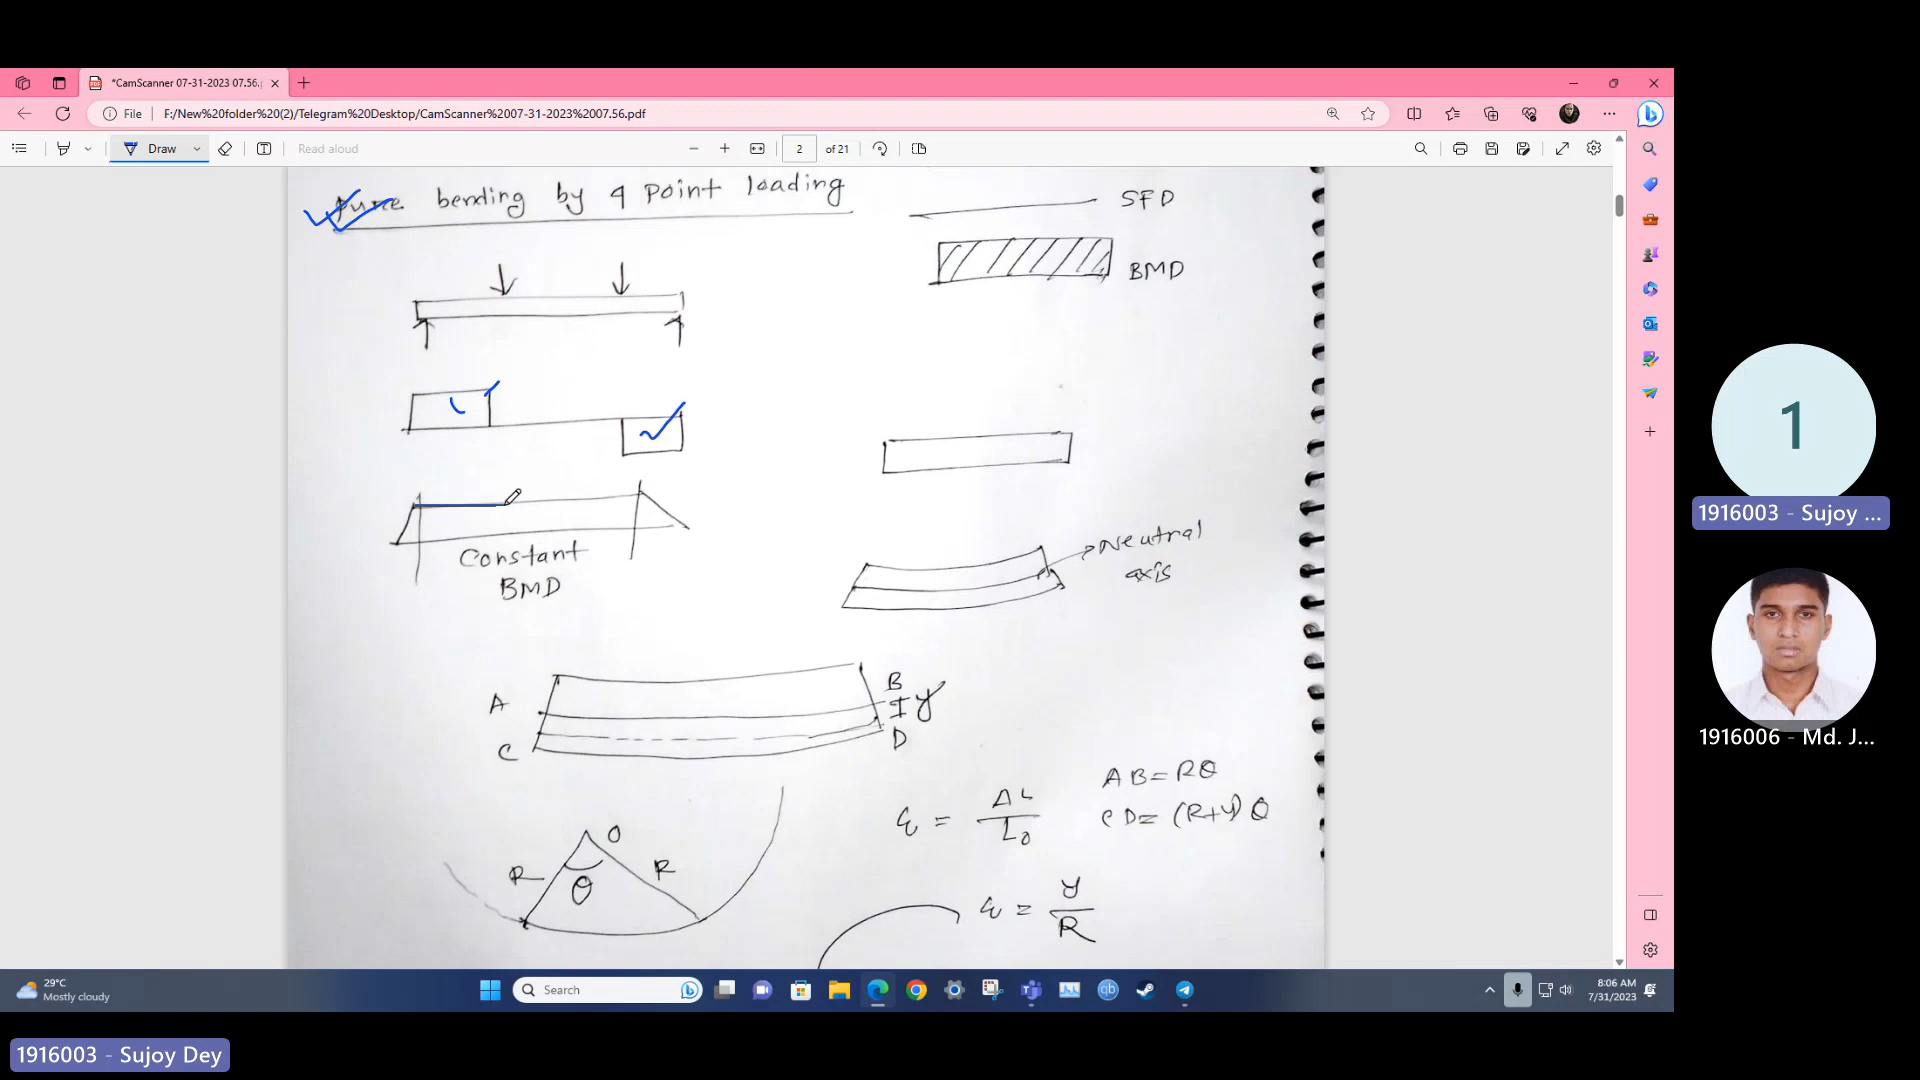 *CamScanner 07-31-2023 07.56.p
File
F:/New%20folder%20(2)/Telegram%20Desktop/CamScanner%2007-31-2023%2007.56.pdf
Draw
Read aloud
2
of 21
Pure bending by 4 point loading
SFD
BMD
Constant
BMD
Neutral
axis
A
B
y
C
D
AB = Rθ
CD = (R+y) θ
ε = ΔL / L0
O
R
R
θ
ε = y / R
1
1916003 - Sujoy ...
1916006 - Md. J...
29°C
Mostly cloudy
Search
8:06 AM
7/31/2023
1916003 - Sujoy Dey